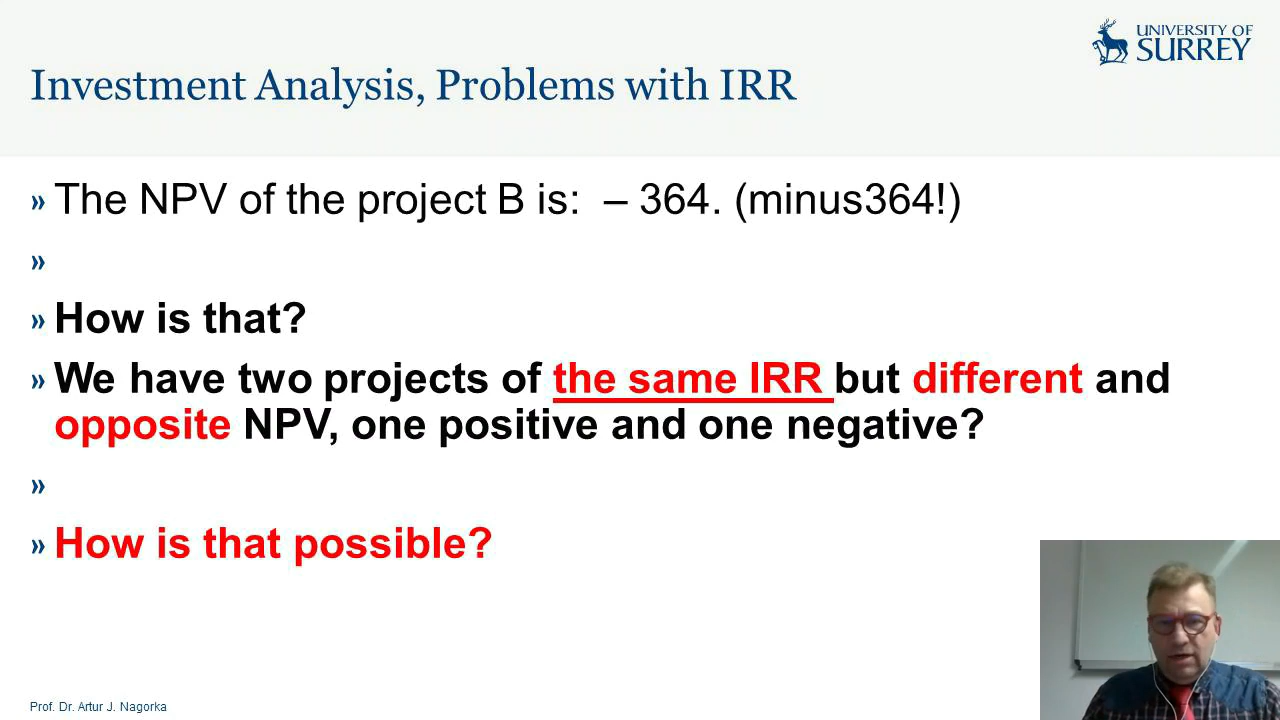 UNIVERSITY OF
SURREY
Investment Analysis, Problems with IRR
» The NPV of the project B is:  – 364. (minus364!)
»
» How is that?
» We have two projects of the same IRR but different and
opposite NPV, one positive and one negative?
»
» How is that possible?
Prof. Dr. Artur J. Nagorka